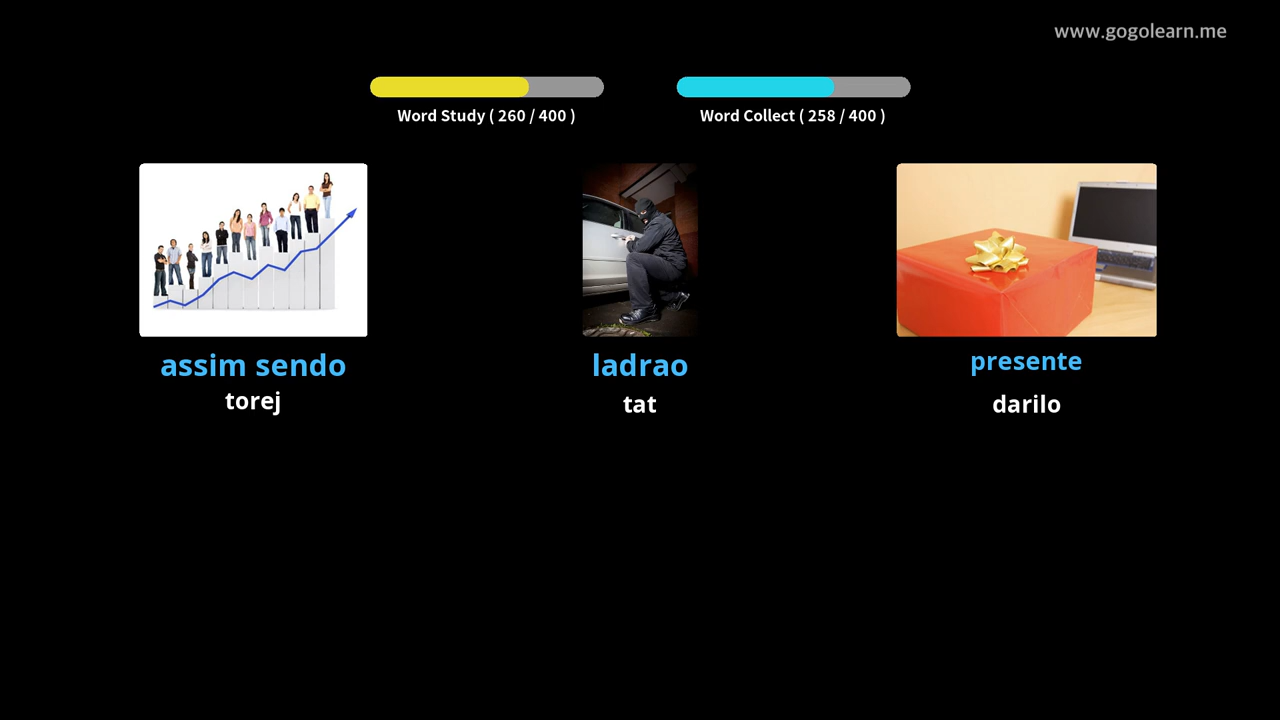 www.gogolearn.me
Word Study ( 260 / 400 )
Word Collect ( 258 / 400 )
assim sendo
torej
ladrao
tat
presente
darilo